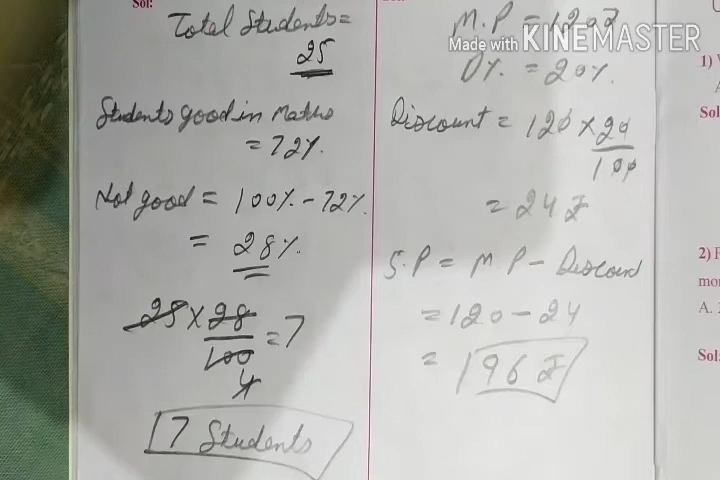 Sol:
Total Students =
25
Students good in Maths
= 72%.
Not good = 100% - 72%.
= 28%.
25 × 28/100 = 7
4
7 Students
M.P = 120₹
Made with KINEMASTER
D%. = 20%.
Discount = 120 × 20/100
= 24₹
S.P = M.P - Discound
= 120 - 24
= 96₹
1)
Sol
2)
mor
A.
Sol: